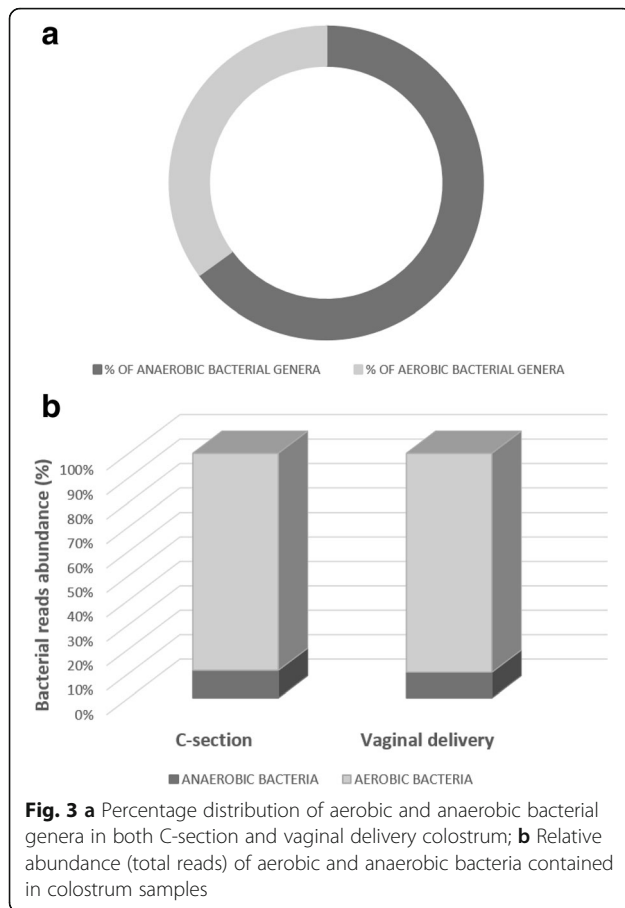 a
% OF ANAEROBIC BACTERIAL GENERA % OF AEROBIC BACTERIAL GENERA
b
Bacterial reads abundance (%)
100%
90%
80%
70%
60%
50%
40%
30%
20%
10%
0%
C-section Vaginal delivery
ANAEROBIC BACTERIA AEROBIC BACTERIA
Fig. 3 a Percentage distribution of aerobic and anaerobic bacterial
genera in both C-section and vaginal delivery colostrum; b Relative
abundance (total reads) of aerobic and anaerobic bacteria contained
in colostrum samples